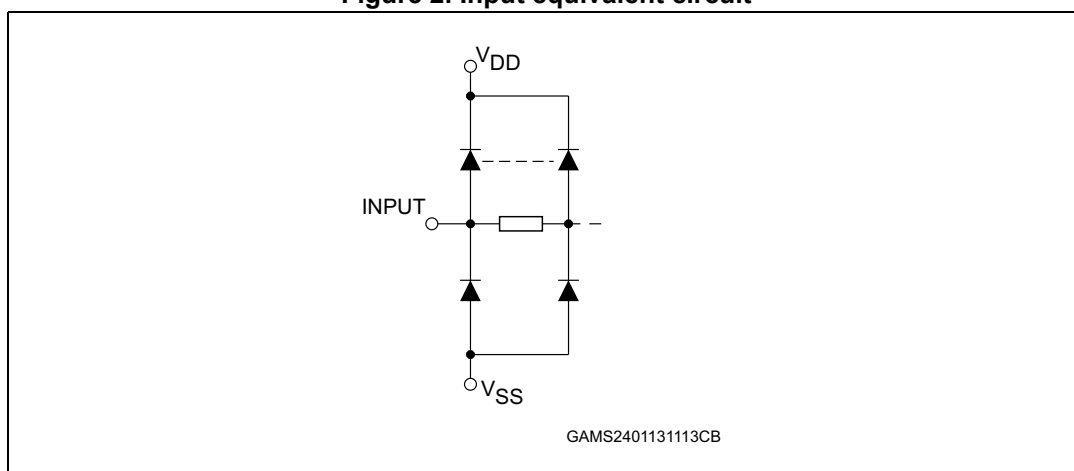 Figure 2. Input equivalent circuit
VDD
INPUT
VSS
GAMS2401131113CB